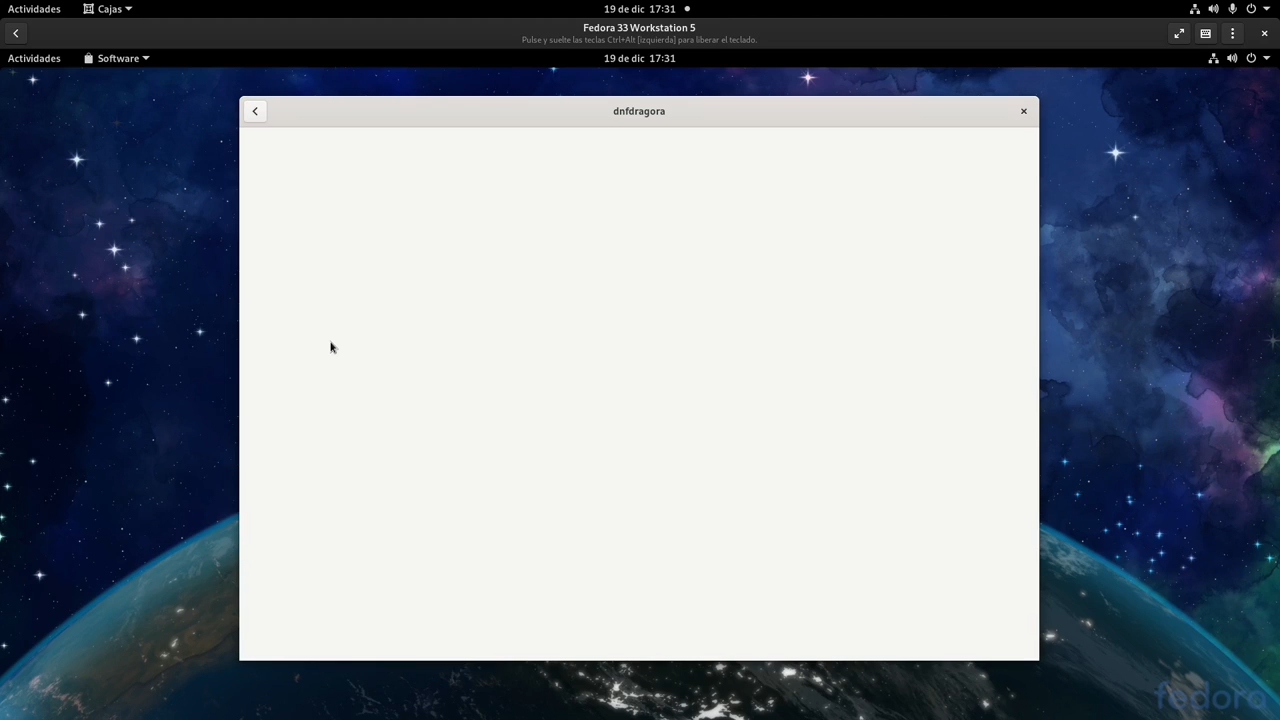 Actividades Cajas 19 de dic 17:31
Fedora 33 Workstation 5
Pulse y suelte las teclas Ctrl+Alt [izquierda] para liberar el teclado.
Actividades Software 19 de dic 17:31
dnfdragora
fedora